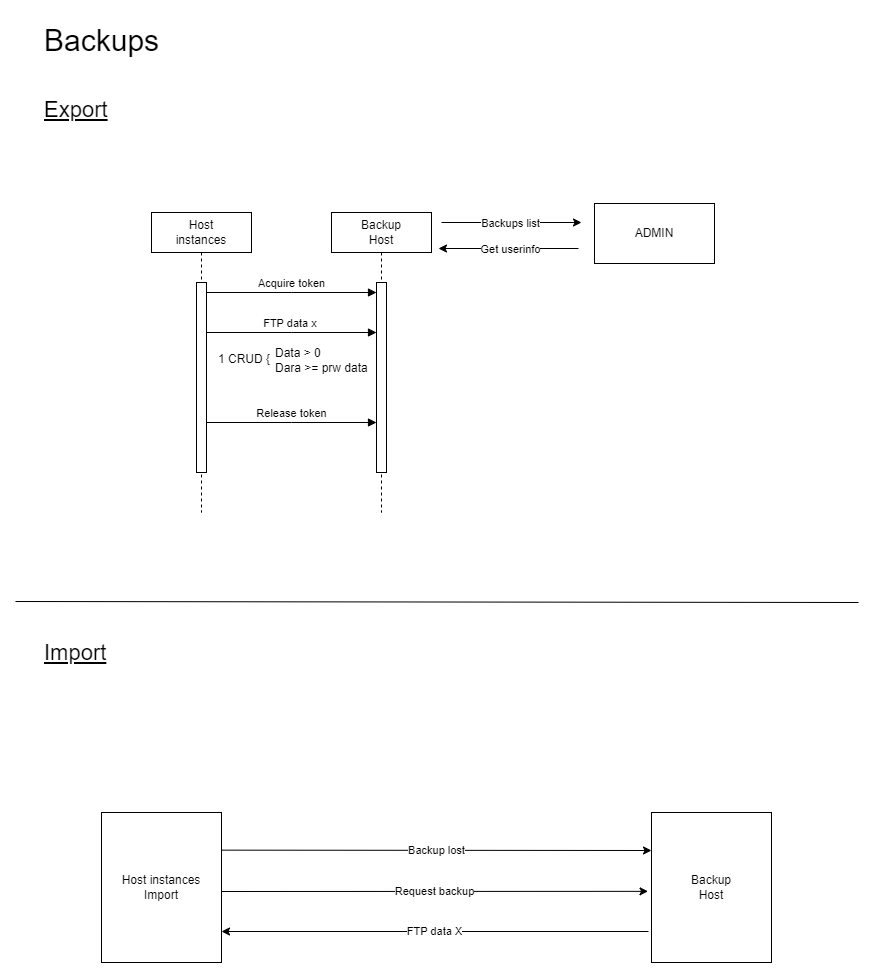 Backups
Export
Host
instances
Backup
Host
Backups list
Get userinfo
ADMIN
Acquire token
FTP data x
1 CRUD {
Data > 0
Dara >= prw data
Release token
Import
Host instances
Import
Backup lost
Request backup
FTP data X
Backup
Host